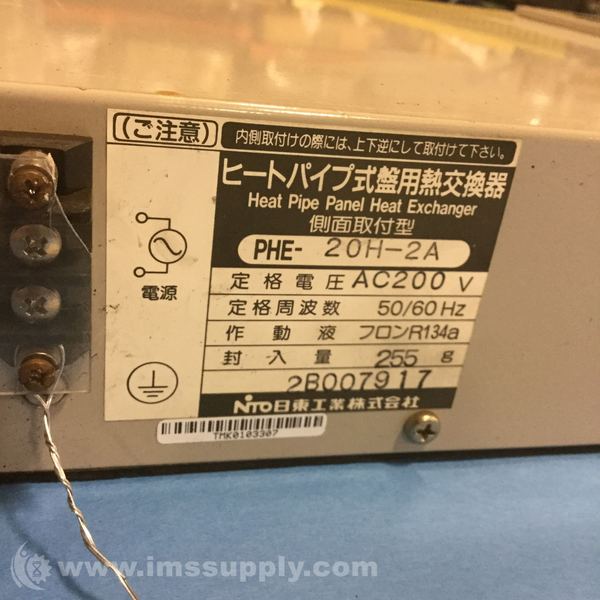 (ご注意) 内側取付けの際には、上下逆にして取付けて下さい。
ヒートパイプ式盤用熱交換器
Heat Pipe Panel Heat Exchanger
側面取付型
PHE- 20H-2A
電源
定格電圧 AC200 V
定格周波数 50/60 Hz
作動液 フロンR134a
封入量 255 g
2B007917
NITO日東工業株式会社
TMK0103307
www.imssupply.com